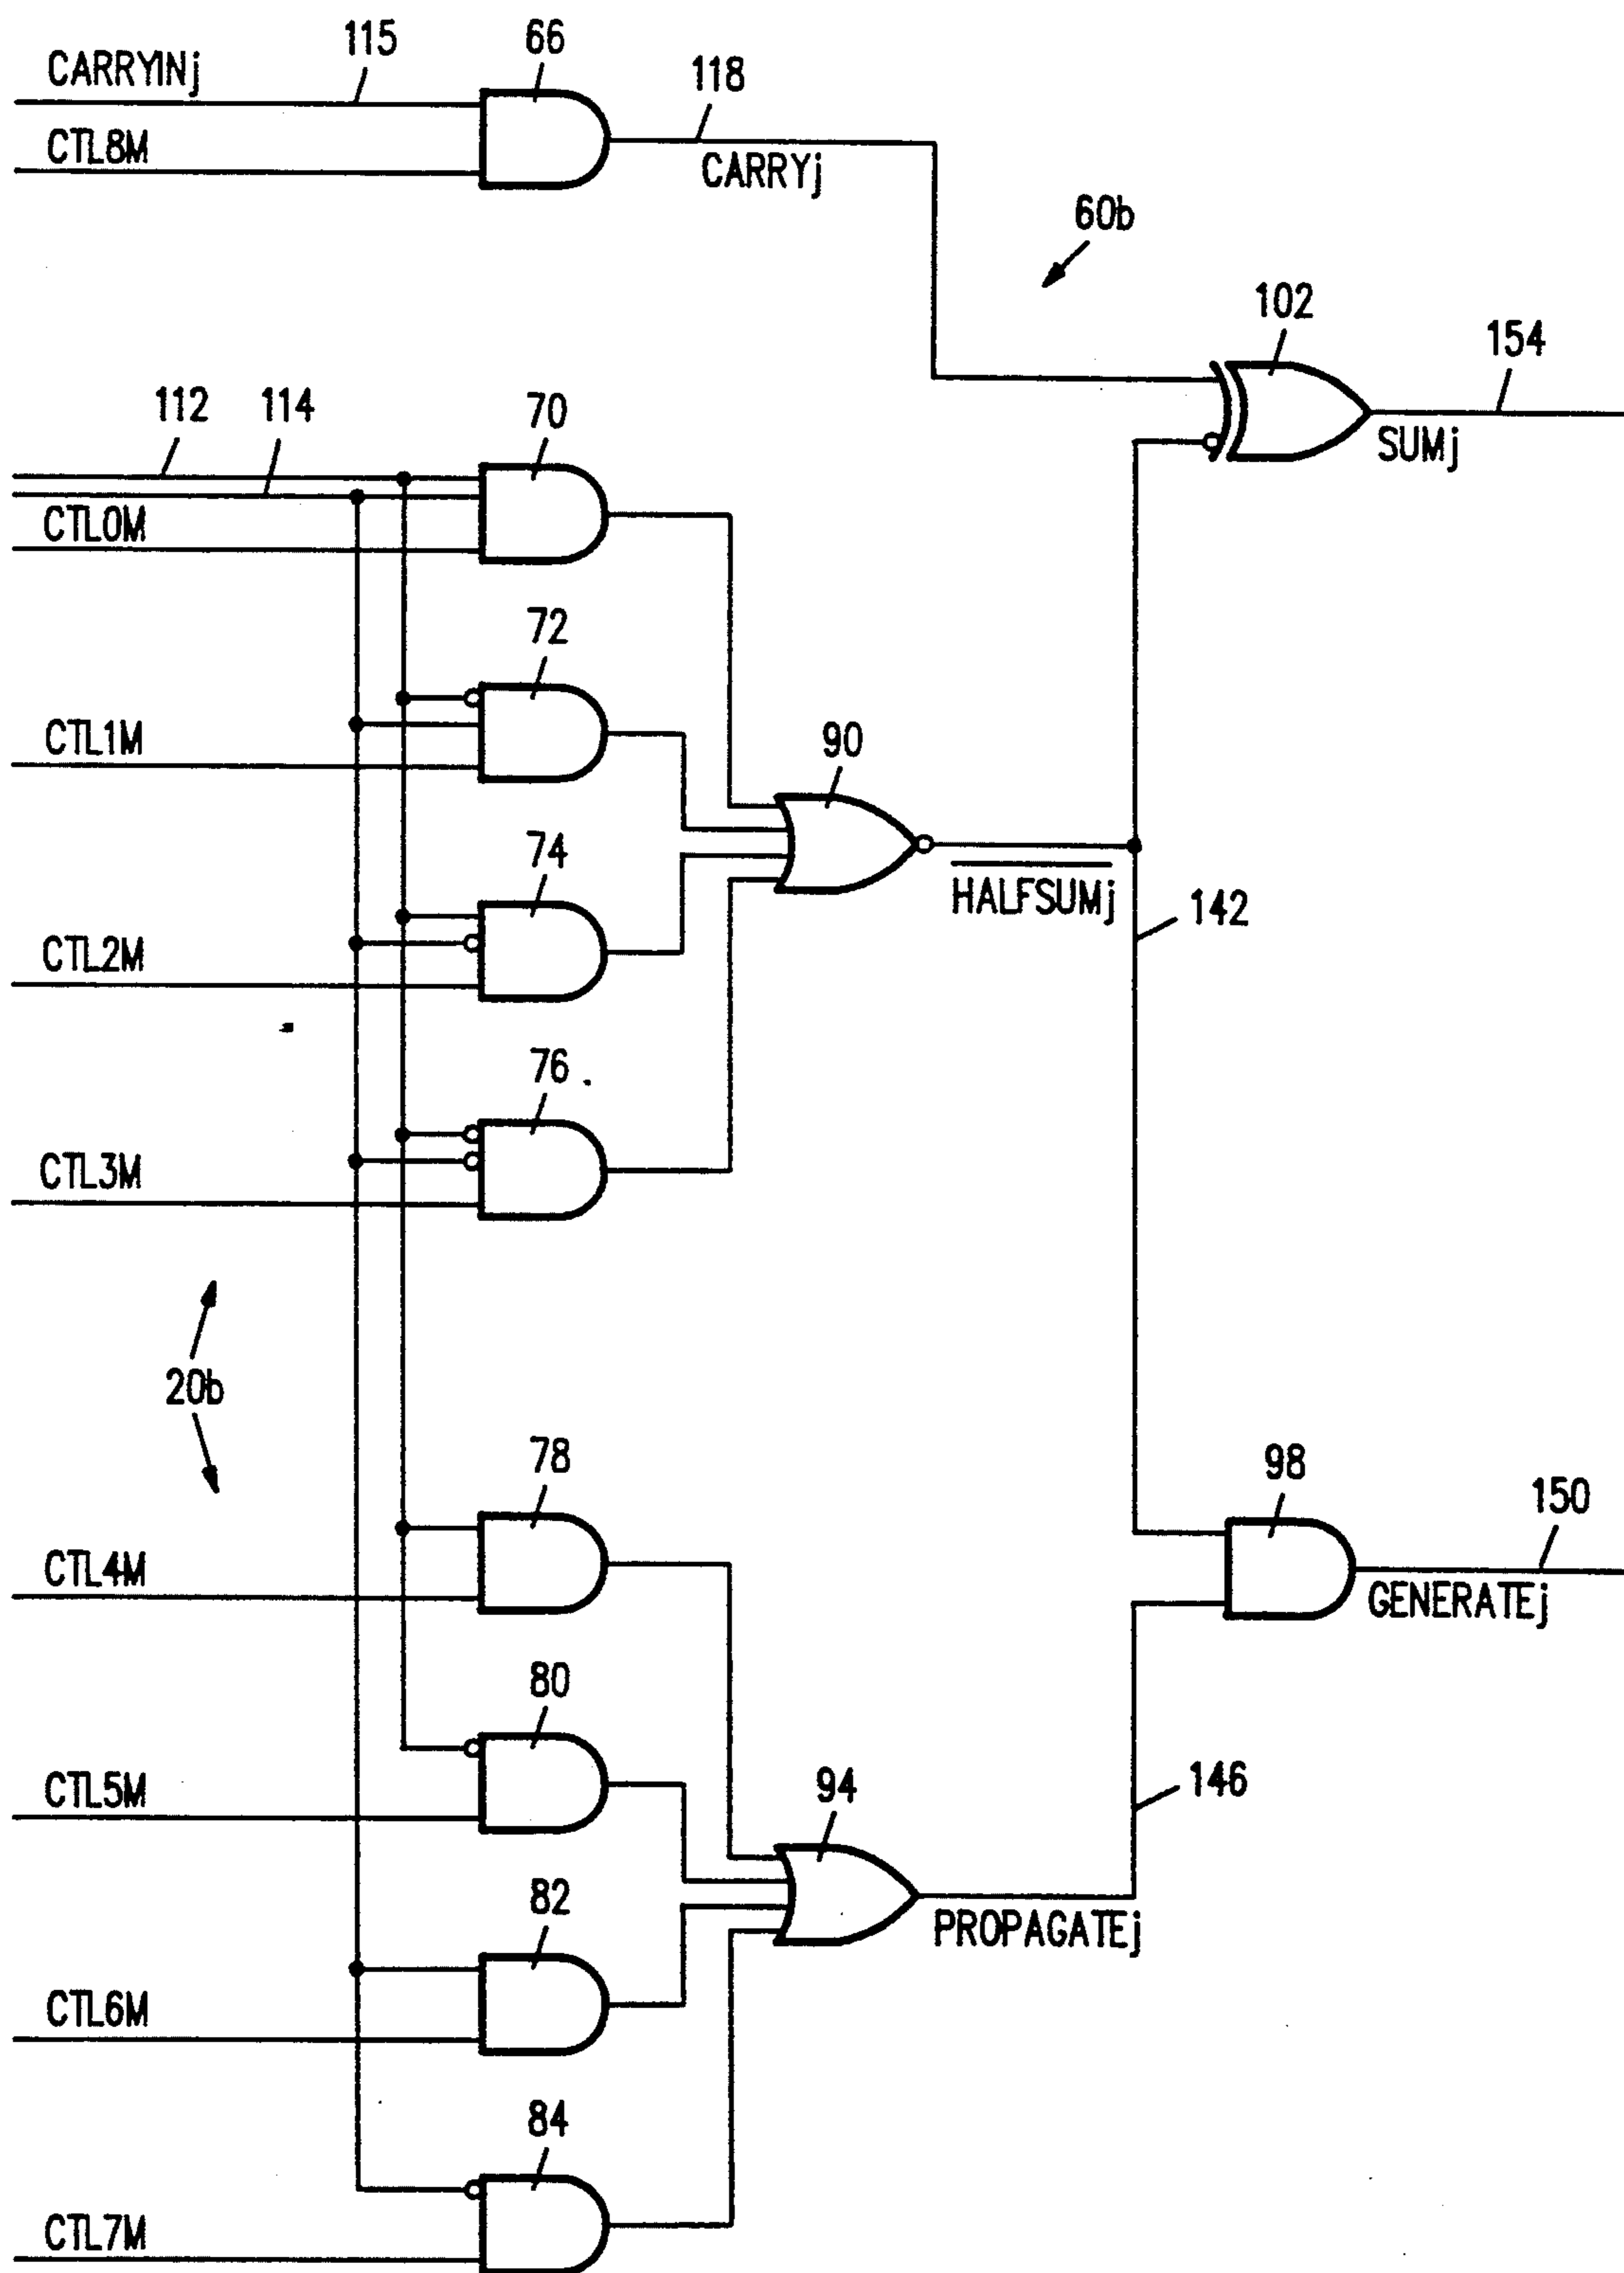 CARRYINj
115
66
118
CTL8M
CARRYj
60b
102
154
SUMj
112
114
70
CTL0M
72
CTL1M
90
74
HALFSUMj
142
CTL2M
76
CTL3M
20b
78
98
150
CTL4M
GENERATEj
80
CTL5M
94
146
82
PROPAGATEj
CTL6M
84
CTL7M